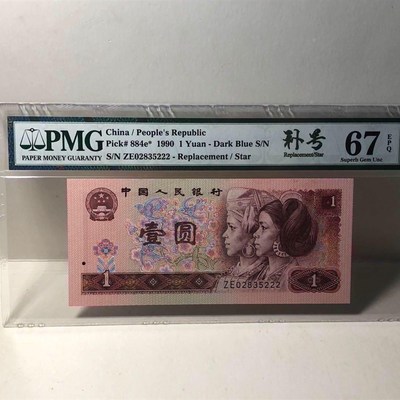 PMG
PAPER MONEY GUARANTY
China / People's Republic
Pick# 884e* 1990 1 Yuan - Dark Blue S/N
S/N ZE02835222 - Replacement / Star
补号
Replacement/Star
67 EPQ
Superb Gem Unc
中国人民银行
1
壹圆
1
1
ZE02835222